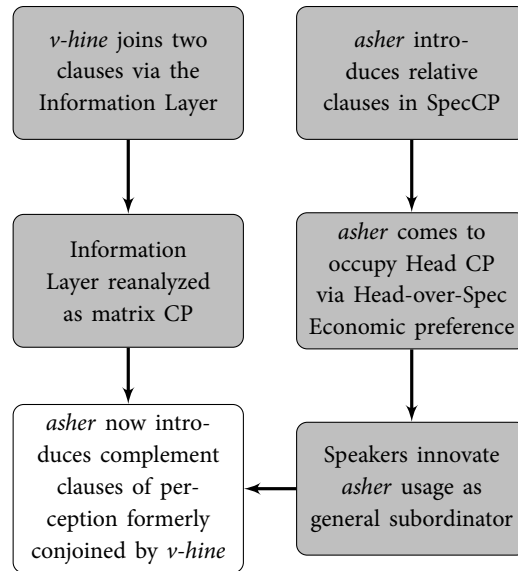 v-hine joins two
clauses via the
Information Layer
asher intro-
duces relative
clauses in SpecCP
Information
Layer reanalyzed
as matrix CP
asher comes to
occupy Head CP
via Head-over-Spec
Economic preference
asher now intro-
duces complement
clauses of per-
ception formerly
conjoined by v-hine
Speakers innovate
asher usage as
general subordinator